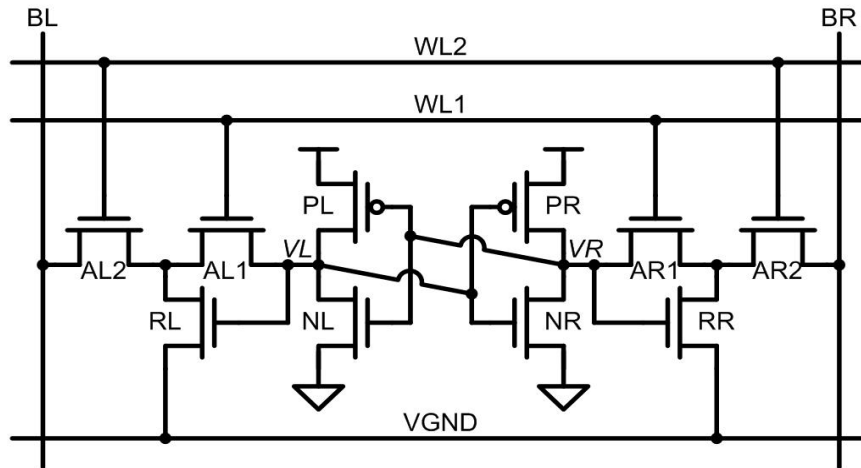 BL BR
WL2
WL1
PL PR
VL VR
AL2 AL1 AR1 AR2
RL NL NR RR
VGND